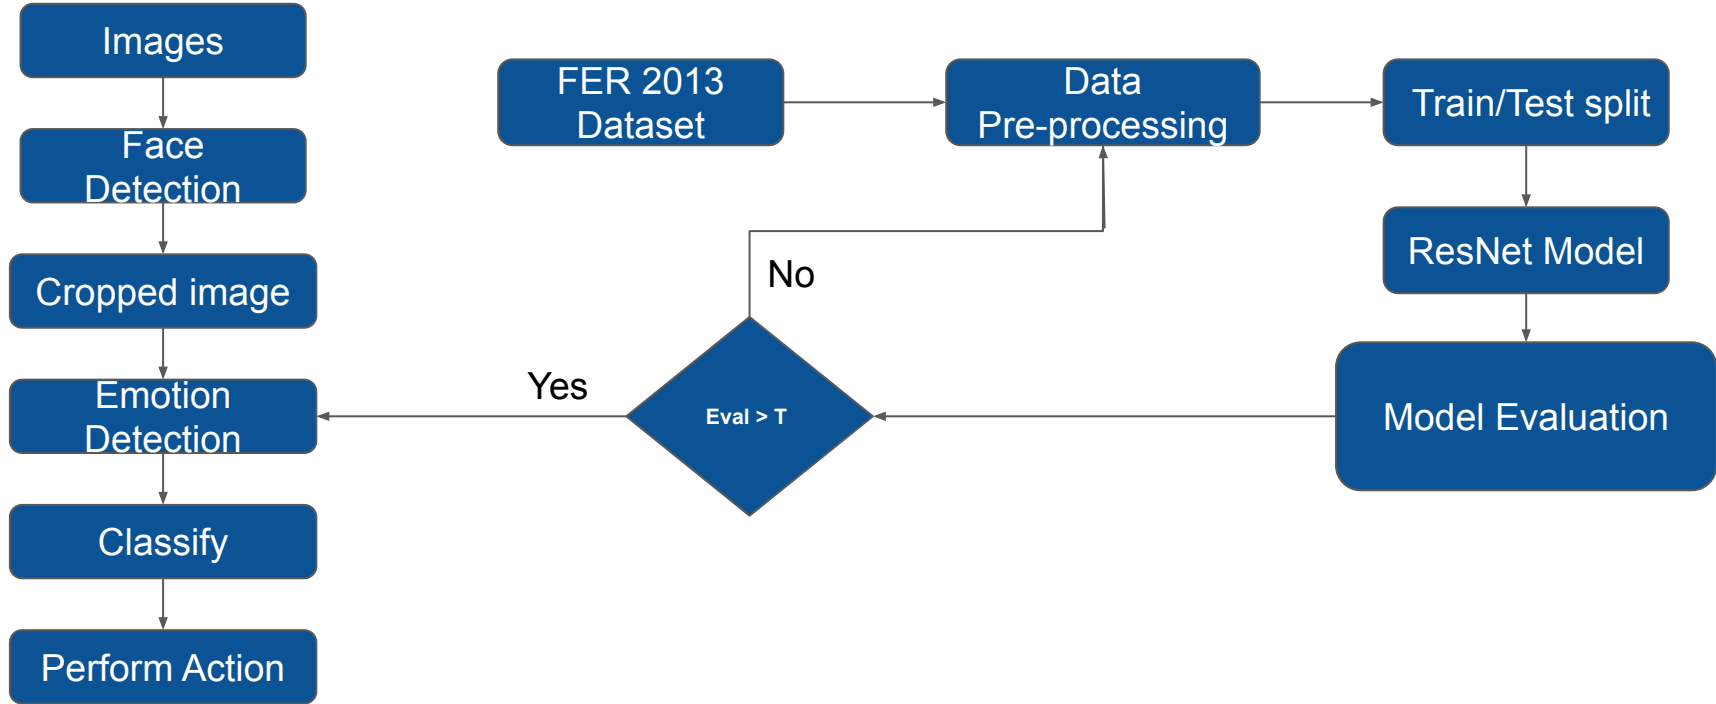 Images
Face
Detection
Cropped image
Emotion
Detection
Classify
Perform Action
FER 2013
Dataset
Data
Pre-processing
Train/Test split
ResNet Model
Model Evaluation
Eval > T
No
Yes